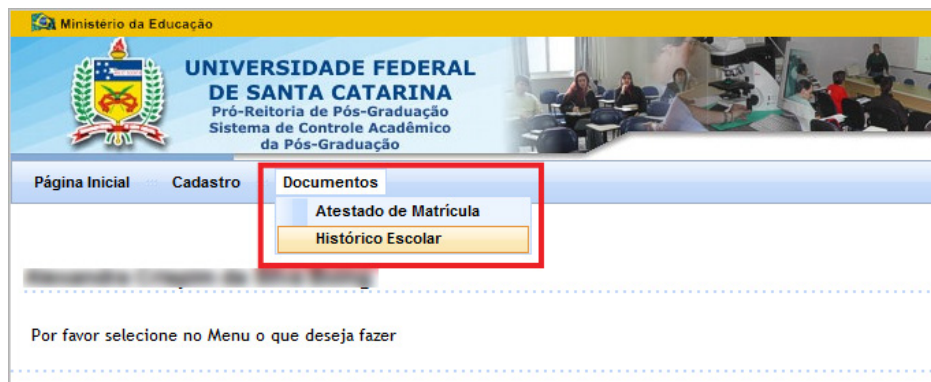 Ministério da Educação
UNIVERSIDADE FEDERAL
DE SANTA CATARINA
Pró-Reitoria de Pós-Graduação
Sistema de Controle Acadêmico
da Pós-Graduação
Página Inicial Cadastro Documentos
Atestado de Matrícula
Histórico Escolar
Por favor selecione no Menu o que deseja fazer